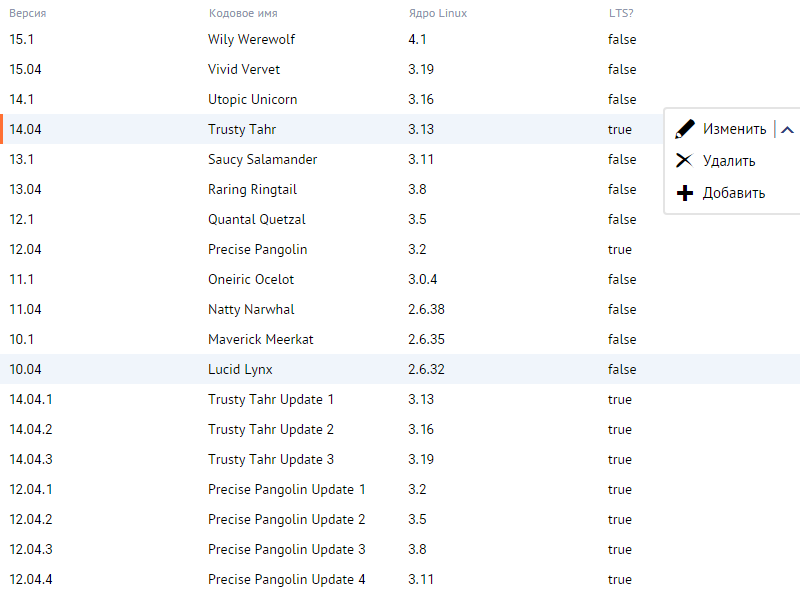 Версия Кодовое имя Ядро Linux LTS?
15.1 Wily Werewolf 4.1 false
15.04 Vivid Vervet 3.19 false
14.1 Utopic Unicorn 3.16 false
14.04 Trusty Tahr 3.13 true Изменить
13.1 Saucy Salamander 3.11 false Удалить
13.04 Raring Ringtail 3.8 false Добавить
12.1 Quantal Quetzal 3.5 false
12.04 Precise Pangolin 3.2 true
11.1 Oneiric Ocelot 3.0.4 false
11.04 Natty Narwhal 2.6.38 false
10.1 Maverick Meerkat 2.6.35 false
10.04 Lucid Lynx 2.6.32 false
14.04.1 Trusty Tahr Update 1 3.13 true
14.04.2 Trusty Tahr Update 2 3.16 true
14.04.3 Trusty Tahr Update 3 3.19 true
12.04.1 Precise Pangolin Update 1 3.2 true
12.04.2 Precise Pangolin Update 2 3.5 true
12.04.3 Precise Pangolin Update 3 3.8 true
12.04.4 Precise Pangolin Update 4 3.11 true